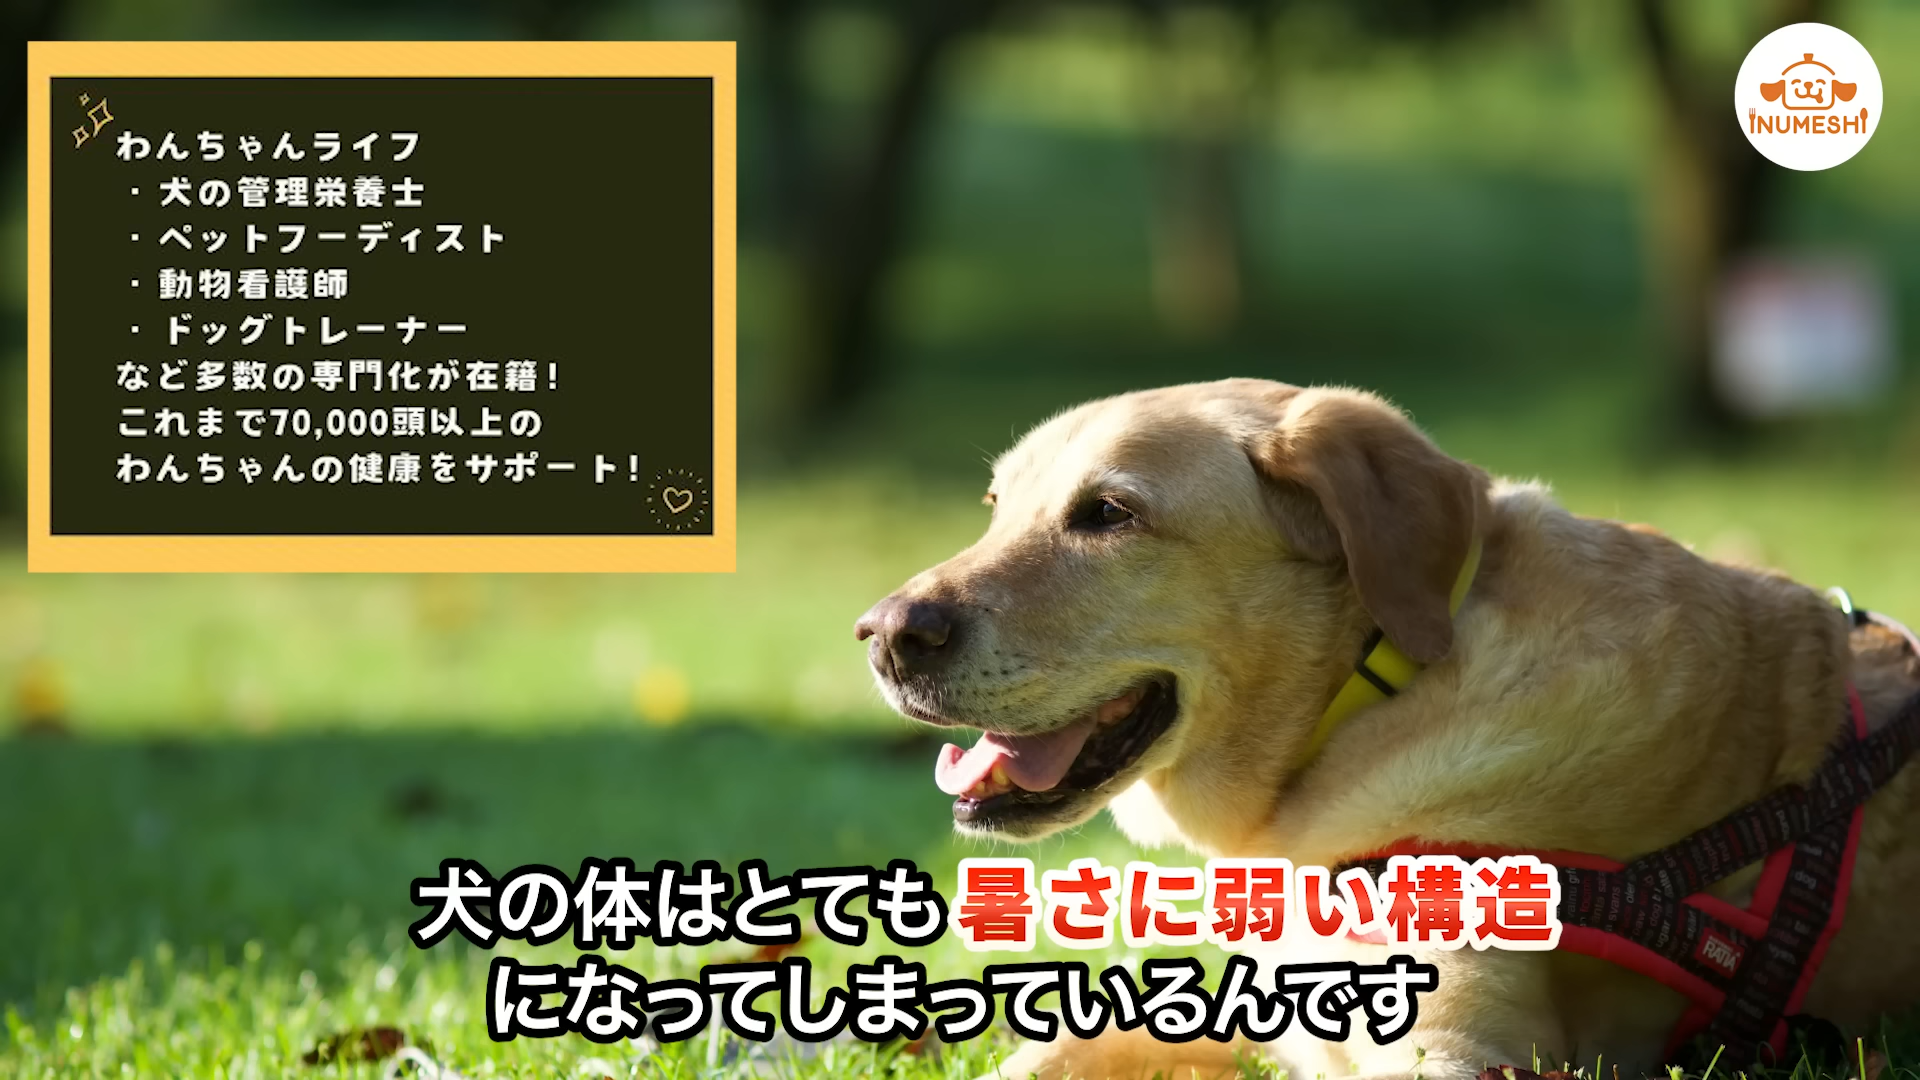 わんちゃんライフ
・犬の管理栄養士
・ペットフーディスト
・動物看護師
・ドッグトレーナー
など多数の専門化が在籍!
これまで70,000頭以上の
わんちゃんの健康をサポート!
INUMESHI
犬の体はとても暑さに弱い構造
になってしまっているんです
RATIA
dog